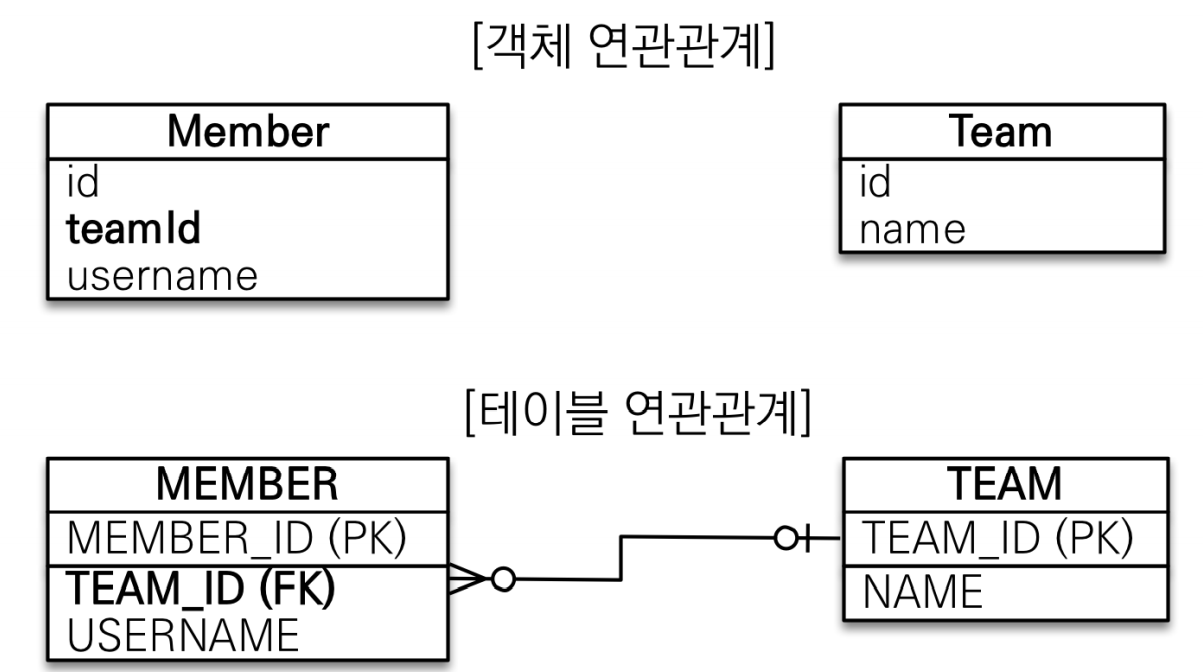 [객체 연관관계]
Member
id
teamId
username
Team
id
name
[테이블 연관관계]
MEMBER
MEMBER_ID (PK)
TEAM_ID (FK)
USERNAME
TEAM
TEAM_ID (PK)
NAME